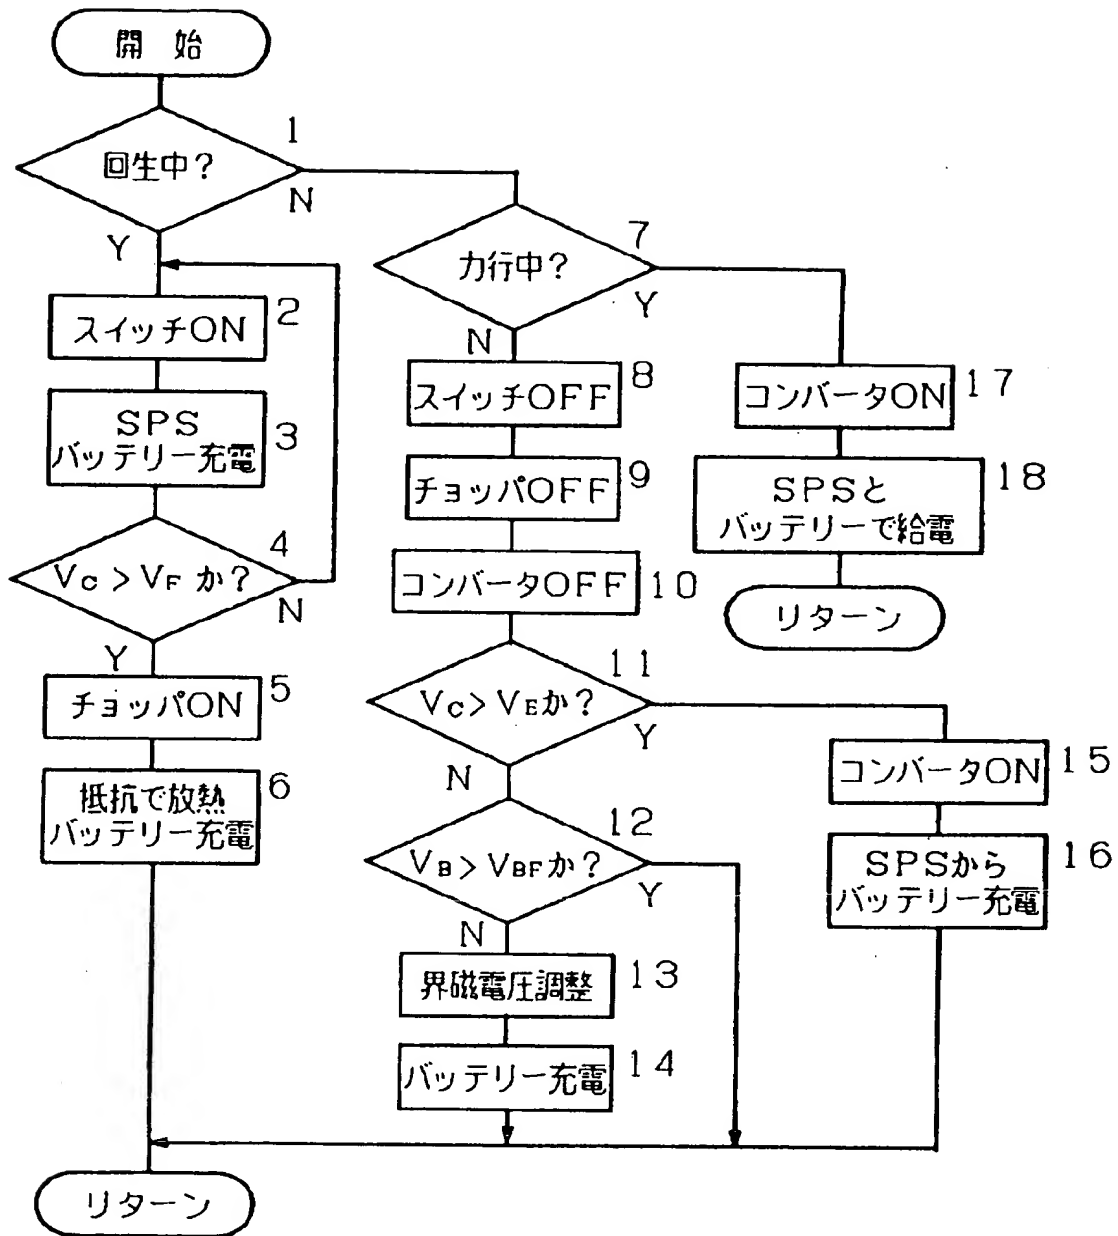 開始
回生中?
1
N
Y
スイッチON
2
SPS
バッテリー充電
3
VC>VFか?
4
N
Y
チョッパON
5
抵抗で放熱
バッテリー充電
6
力行中?
7
Y
N
スイッチOFF
8
チョッパOFF
9
コンバータOFF
10
VC>VEか?
11
Y
N
VB>VBFか?
12
Y
N
界磁電圧調整
13
バッテリー充電
14
コンバータON
15
SPSから
バッテリー充電
16
コンバータON
17
SPSと
バッテリーで給電
18
リターン
リターン